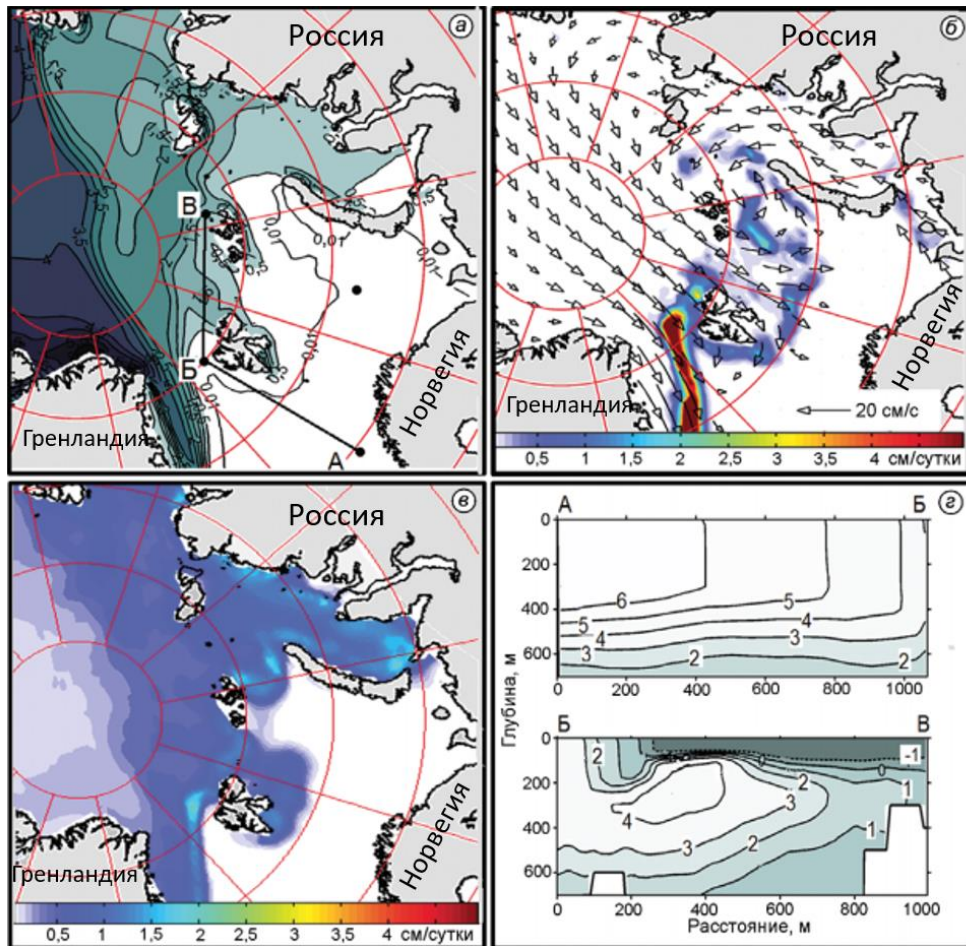 а
Россия
В
Б
А
Гренландия
Норвегия
3,5
0,01
0,01
0,01
б
Россия
Гренландия
Норвегия
20 см/с
0,5 1 1,5 2 2,5 3 3,5 4 см/сутки
в
Россия
Гренландия
Норвегия
0,5 1 1,5 2 2,5 3 3,5 4 см/сутки
г
А Б
0
200
400
600
6 5 4
5 4 3 2
3 2
0 200 400 600 800 1000
Глубина, м
Б В
0
200
400
600
2 -1
0
1
2
3
4
3 2 1
0 200 400 600 800 1000
Расстояние, м